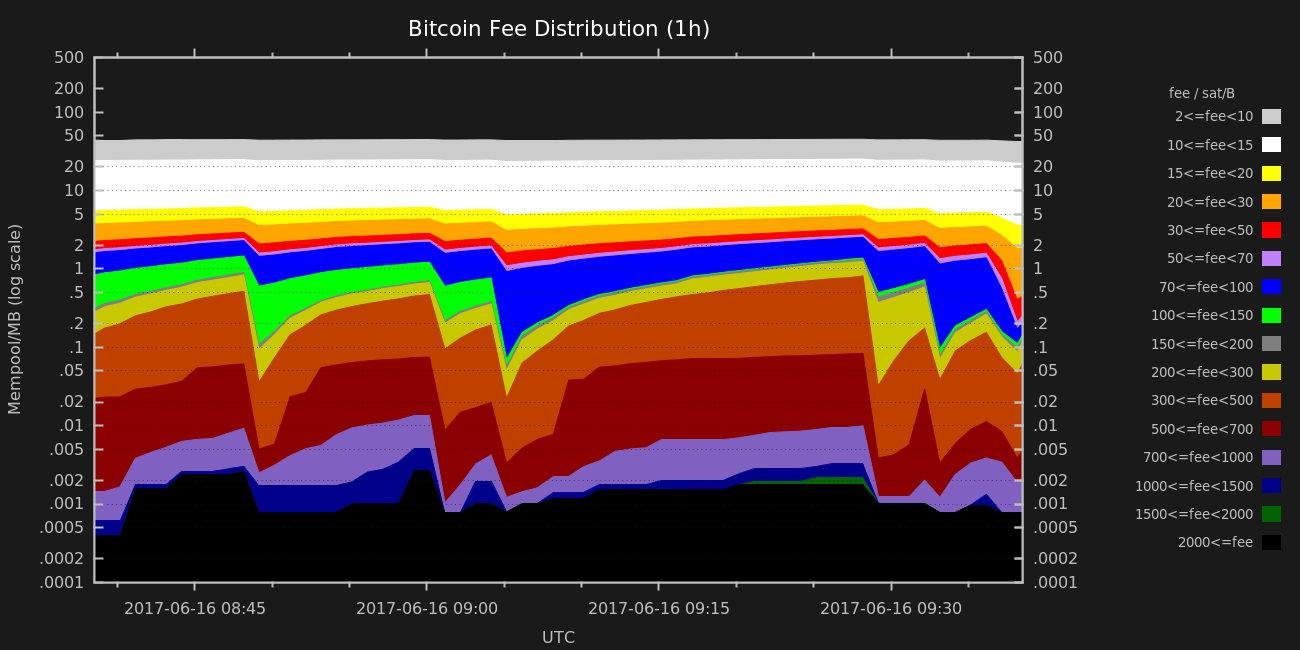 Bitcoin Fee Distribution (1h)
500 500
200 200
100 100
50 50
20 20
10 10
5 5
2 2
1 1
.5 .5
.2 .2
.1 .1
.05 .05
.02 .02
.01 .01
.005 .005
.002 .002
.001 .001
.0005 .0005
.0002 .0002
.0001 .0001
Mempool/MB (log scale)
2017-06-16 08:45 2017-06-16 09:00 2017-06-16 09:15 2017-06-16 09:30
UTC
fee / sat/B
2<=fee<10
10<=fee<15
15<=fee<20
20<=fee<30
30<=fee<50
50<=fee<70
70<=fee<100
100<=fee<150
150<=fee<200
200<=fee<300
300<=fee<500
500<=fee<700
700<=fee<1000
1000<=fee<1500
1500<=fee<2000
2000<=fee